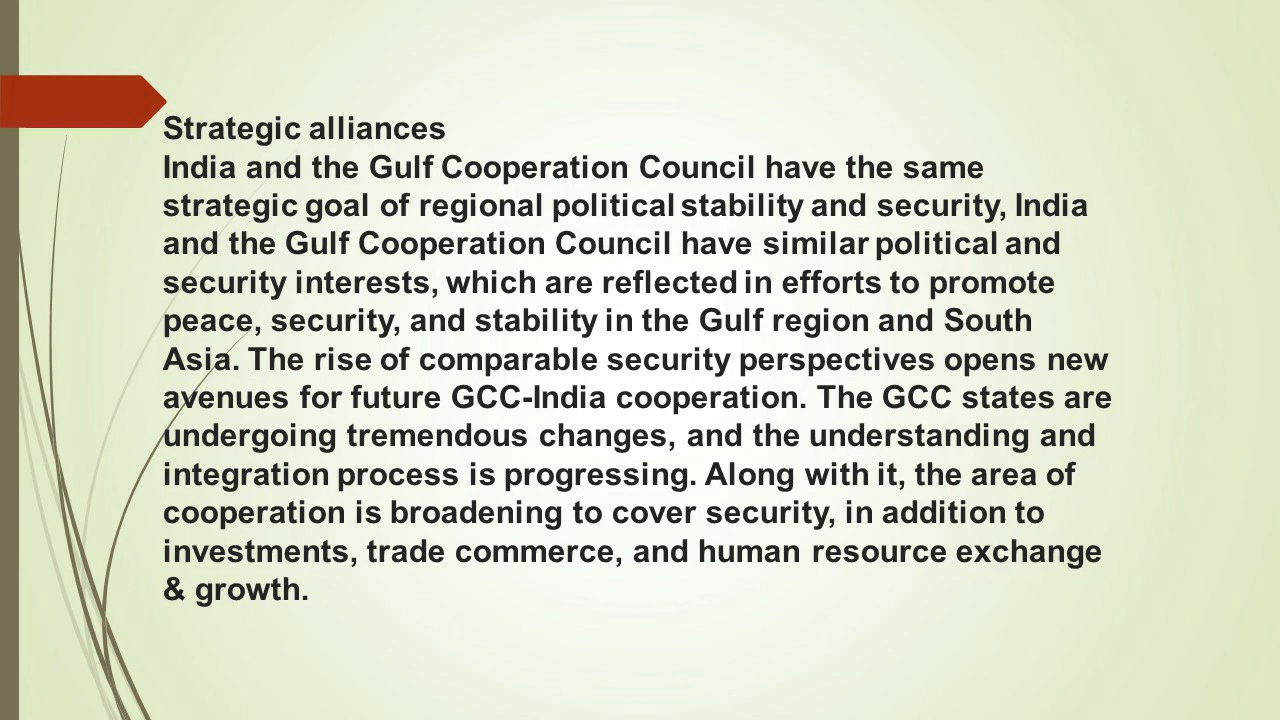 Strategic alliances
India and the Gulf Cooperation Council have the same
strategic goal of regional political stability and security, India
and the Gulf Cooperation Council have similar political and
security interests, which are reflected in efforts to promote
peace, security, and stability in the Gulf region and South
Asia. The rise of comparable security perspectives opens new
avenues for future GCC-India cooperation. The GCC states are
undergoing tremendous changes, and the understanding and
integration process is progressing. Along with it, the area of
cooperation is broadening to cover security, in addition to
investments, trade commerce, and human resource exchange
& growth.